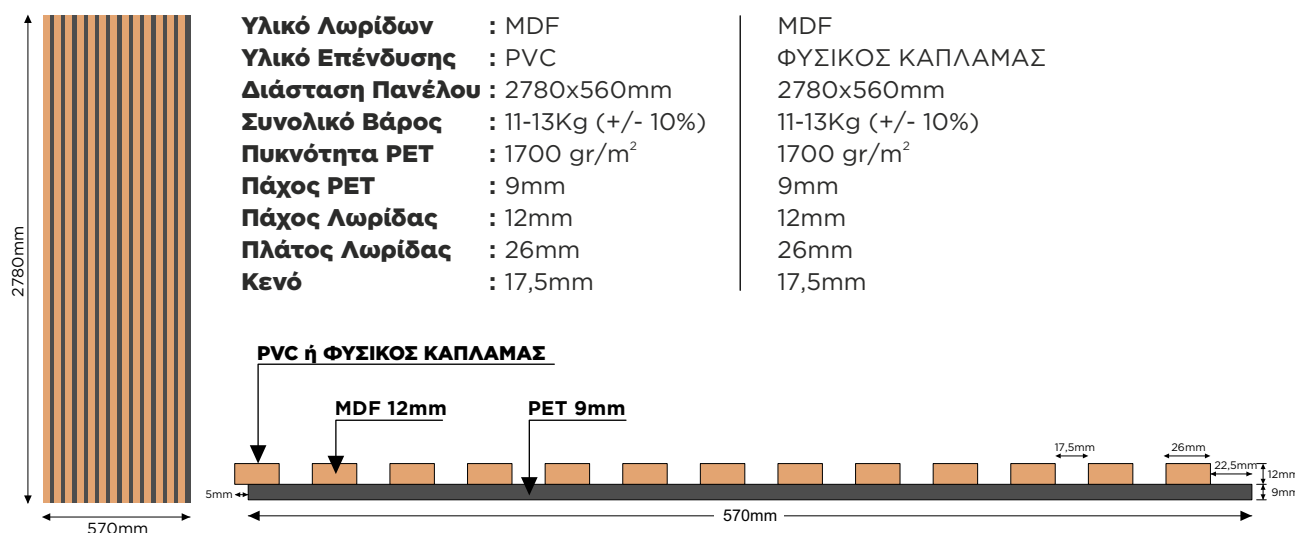 Υλικό Λωρίδων : MDF MDF
Υλικό Επένδυσης : PVC ΦΥΣΙΚΟΣ ΚΑΠΛΑΜΑΣ
Διάσταση Πανέλου : 2780x560mm 2780x560mm
Συνολικό Βάρος : 11-13Kg (+/- 10%) 11-13Kg (+/- 10%)
Πυκνότητα PET : 1700 gr/m² 1700 gr/m²
Πάχος PET : 9mm 9mm
Πάχος Λωρίδας : 12mm 12mm
Πλάτος Λωρίδας : 26mm 26mm
Κενό : 17,5mm 17,5mm
2780mm
570mm
PVC ή ΦΥΣΙΚΟΣ ΚΑΠΛΑΜΑΣ
MDF 12mm PET 9mm
17,5mm 26mm
22,5mm 12mm
5mm 9mm
570mm